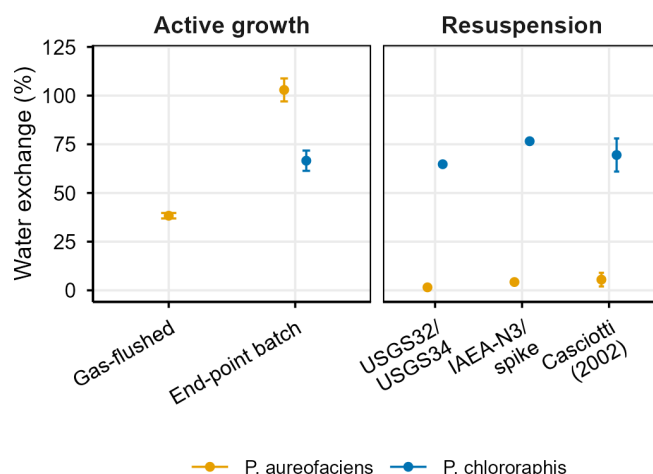 Active growth
Resuspension
Water exchange (%)
125
100
75
50
25
0
Gas-flushed
End-point batch
USGS32/
USGS34
IAEA-N3/
spike
Casciotti
(2002)
P. aureofaciens
P. chlororaphis